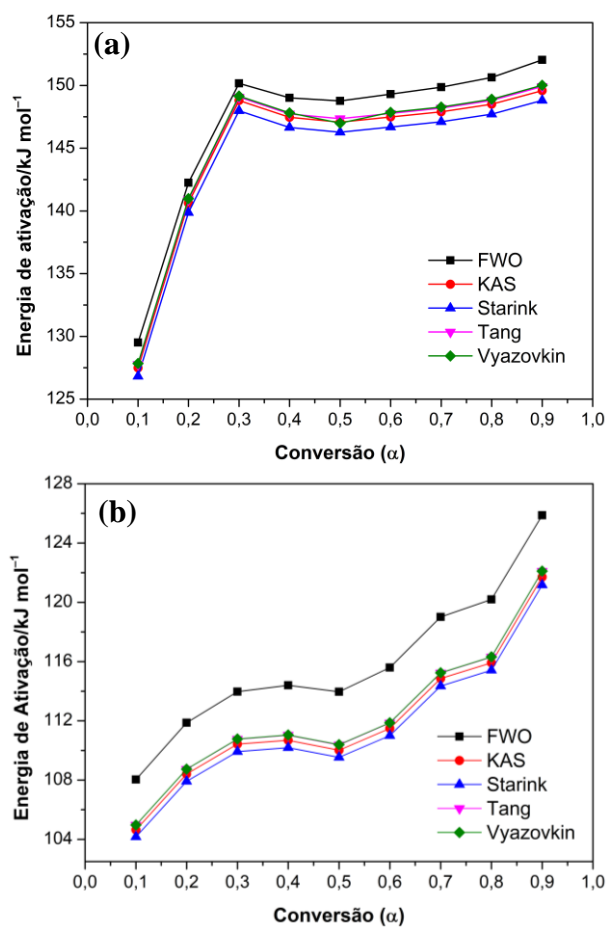 (a)
Energia de ativação/kJ mol⁻¹
155
150
145
140
135
130
125
0,0 0,1 0,2 0,3 0,4 0,5 0,6 0,7 0,8 0,9 1,0
Conversão (α)
FWO
KAS
Starink
Tang
Vyazovkin
(b)
Energia de Ativação/kJ mol⁻¹
128
124
120
116
112
108
104
0,0 0,1 0,2 0,3 0,4 0,5 0,6 0,7 0,8 0,9 1,0
Conversão (α)
FWO
KAS
Starink
Tang
Vyazovkin